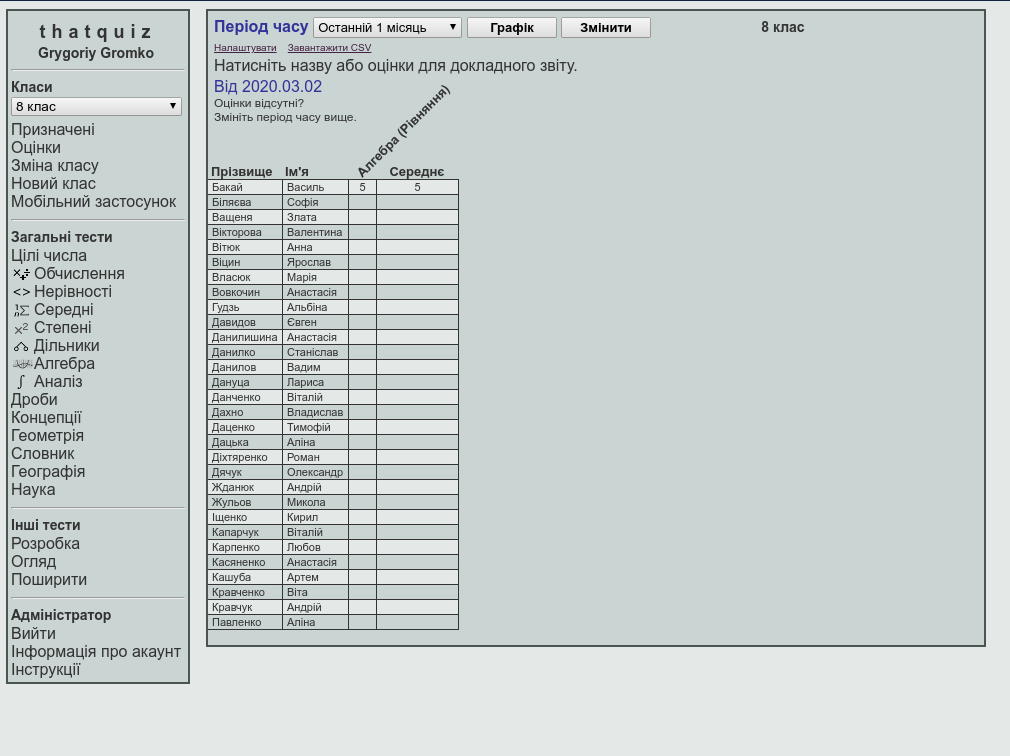 thatquiz
Grygoriy Gromko
Класи
8 клас
Призначені
Оцінки
Зміна класу
Новий клас
Мобільний застосунок
Загальні тести
Цілі числа
Обчислення
<> Нерівності
Середні
x² Степені
Дільники
Алгебра
∫ Аналіз
Дроби
Концепції
Геометрія
Словник
Географія
Наука
Інші тести
Розробка
Огляд
Поширити
Адміністратор
Вийти
Інформація про акаунт
Інструкції
Період часу Останній 1 місяць Графік Змінити 8 клас
Налаштувати Завантажити CSV
Натисніть назву або оцінки для докладного звіту.
Від 2020.03.02
Оцінки відсутні?
Змініть період часу вище.
Прізвище Ім'я Алгебра (Рівняння) Середнє
Бакай Василь 5 5
Біляєва Софія
Ващеня Злата
Вікторова Валентина
Вітюк Анна
Віцин Ярослав
Власюк Марія
Вовкочин Анастасія
Гудзь Альбіна
Давидов Євген
Данилишина Анастасія
Данилко Станіслав
Данилов Вадим
Дануца Лариса
Данченко Віталій
Дахно Владислав
Даценко Тимофій
Дацька Аліна
Діхтяренко Роман
Дячук Олександр
Жданюк Андрій
Жульов Микола
Іщенко Кирил
Капарчук Віталій
Карпенко Любов
Касяненко Анастасія
Кашуба Артем
Кравченко Віта
Кравчук Андрій
Павленко Аліна